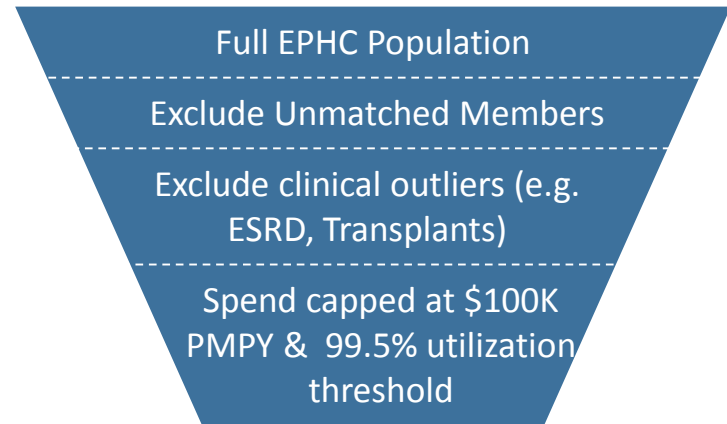 Full EPHC Population
Exclude Unmatched Members
Exclude clinical outliers (e.g.
ESRD, Transplants)
Spend capped at $100K
PMPY & 99.5% utilization
threshold